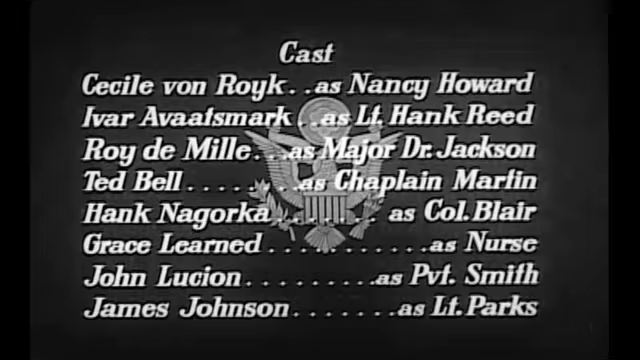 Cast
Cecile von Royk..as Nancy Howard
Ivar Avaatsmark..as Lt. Hank Reed
Roy de Mille...as Major Dr. Jackson
Ted Bell........as Chaplain Martin
Hank Nagorka........ as Col. Blair
Grace Learned...........as Nurse
John Lucion.........as Pvt. Smith
James Johnson.......as Lt. Parks